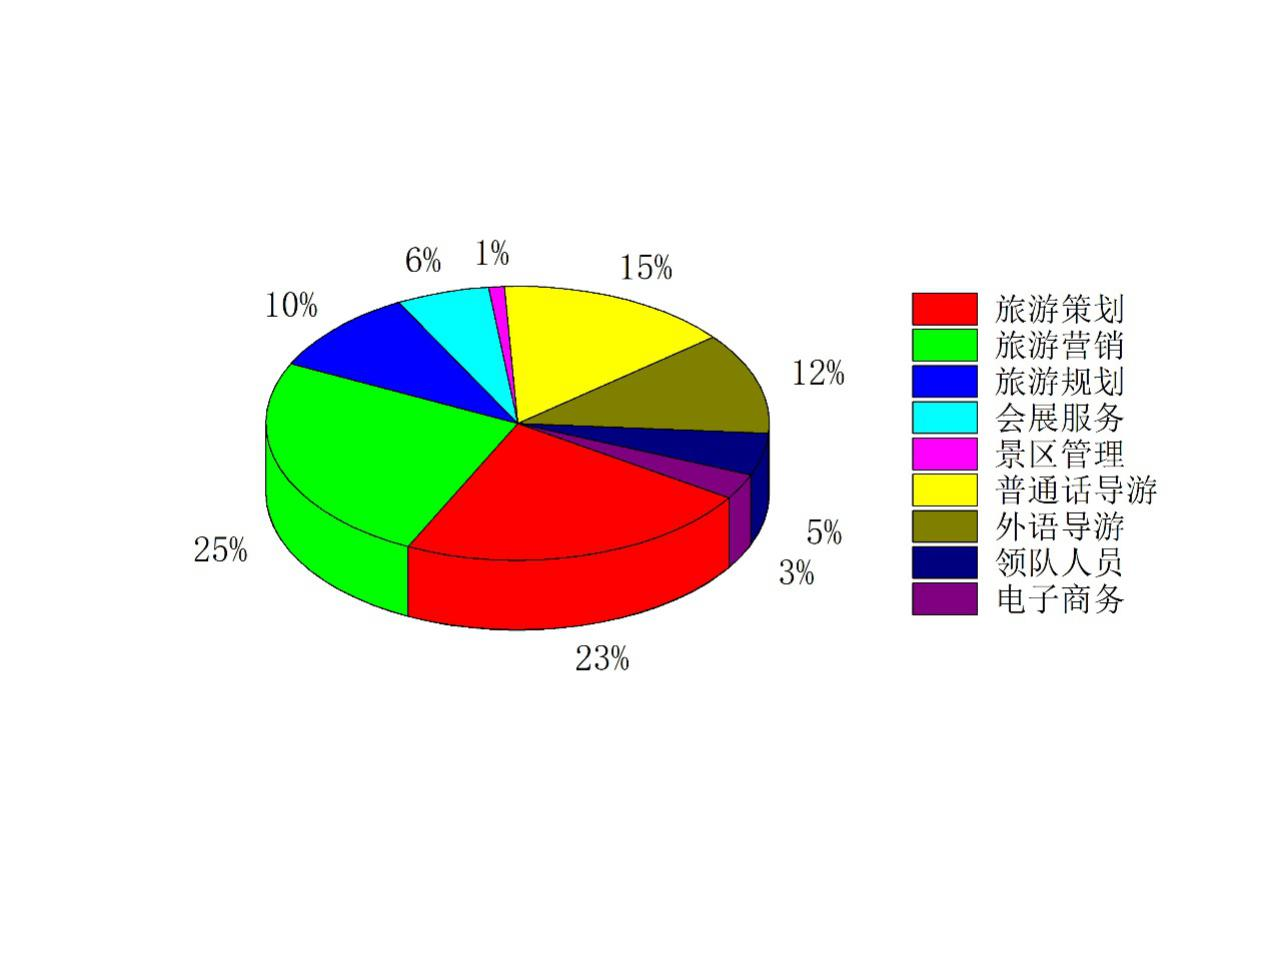 6%
1%
15%
10%
12%
25%
5%
3%
23%
旅游策划
旅游营销
旅游规划
会展服务
景区管理
普通话导游
外语导游
领队人员
电子商务